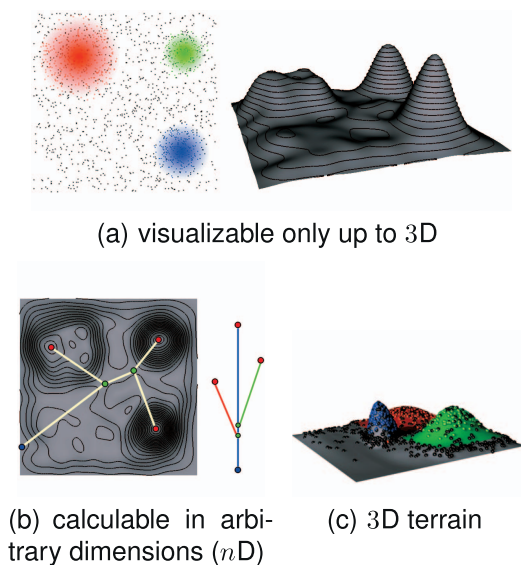 (a) visualizable only up to 3D
(b) calculable in arbi-
trary dimensions (nD)
(c) 3D terrain